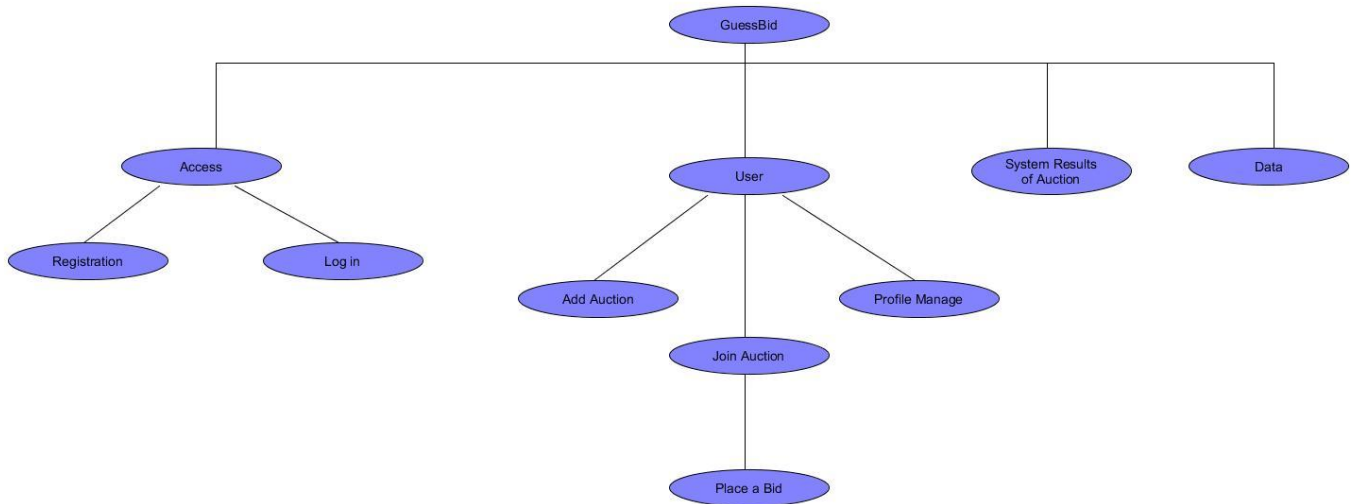 GuessBid
Access
User
System Results
of Auction
Data
Registration
Log in
Add Auction
Profile Manage
Join Auction
Place a Bid